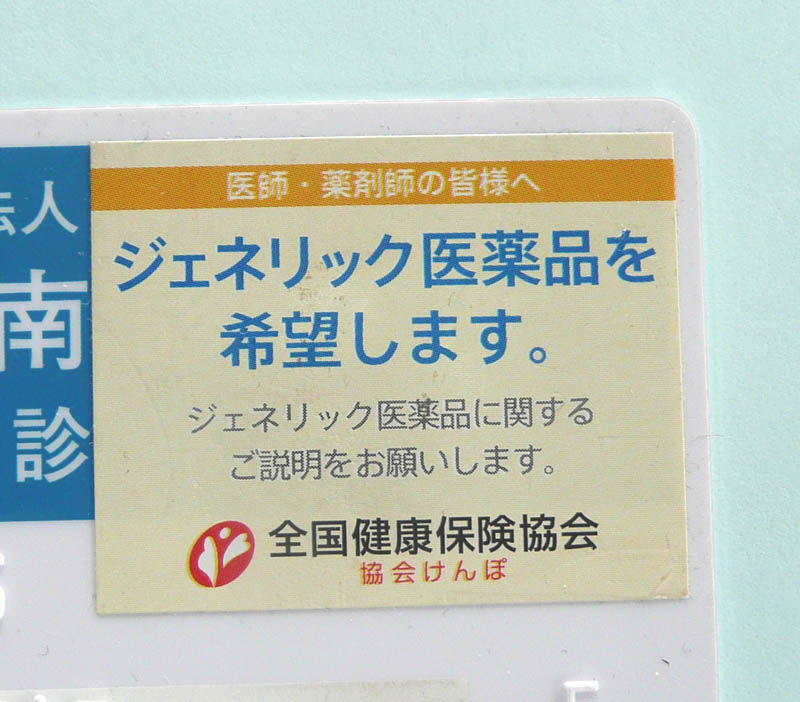 医師・薬剤師の皆様へ
ジェネリック医薬品を
希望します。
ジェネリック医薬品に関する
ご説明をお願いします。
全国健康保険協会
協会けんぽ
法人
南
診